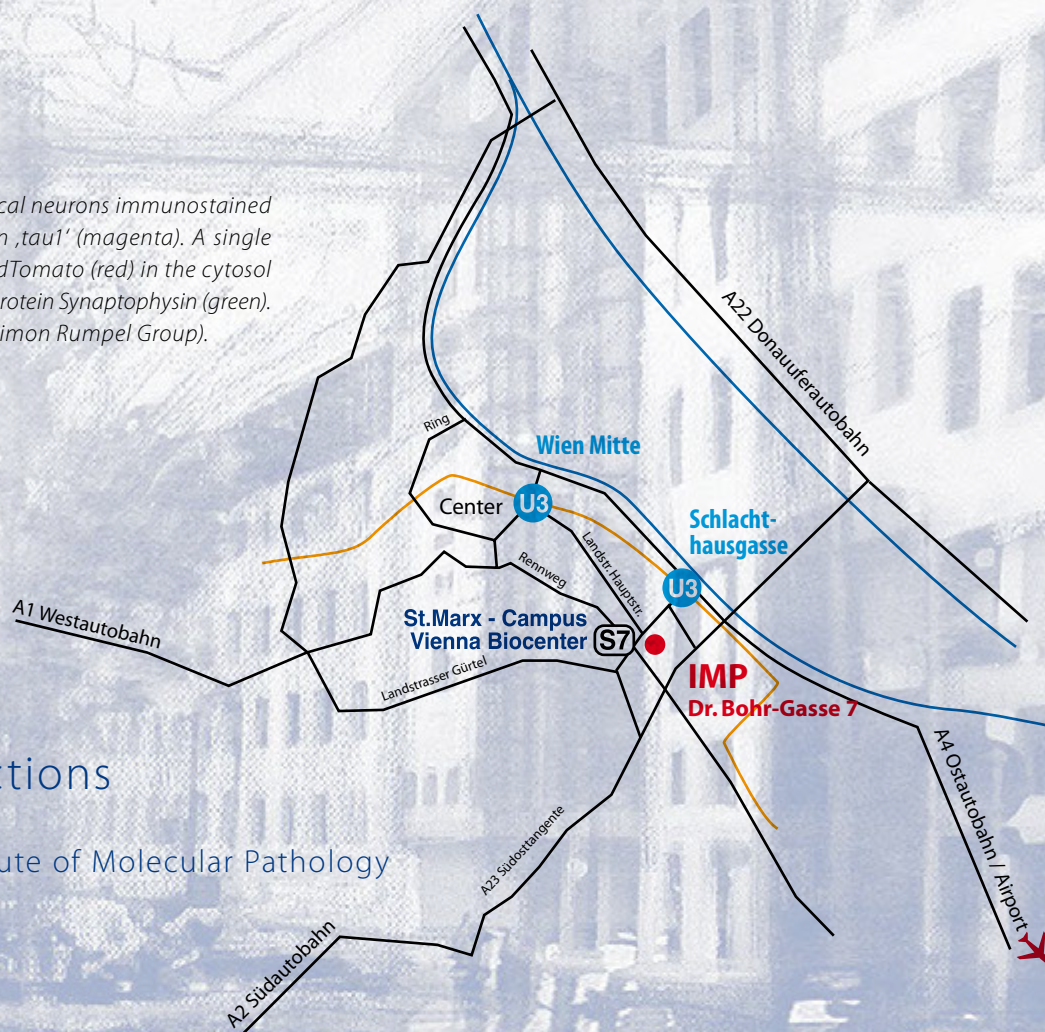 cal neurons immunostained
n ‚tau1‘ (magenta). A single
dTomato (red) in the cytosol
rotein Synaptophysin (green).
imon Rumpel Group).
A22 Donauuferautobahn
Ring
Wien Mitte
Center U3
Schlacht-
hausgasse
U3
Landstr. Hauptstr.
Rennweg
A1 Westautobahn
St.Marx - Campus
Vienna Biocenter S7
Landstrasser Gürtel
IMP
Dr. Bohr-Gasse 7
ctions
A4 Ostautobahn / Airport
A23 Südosttangente
ute of Molecular Pathology
A2 Südautobahn